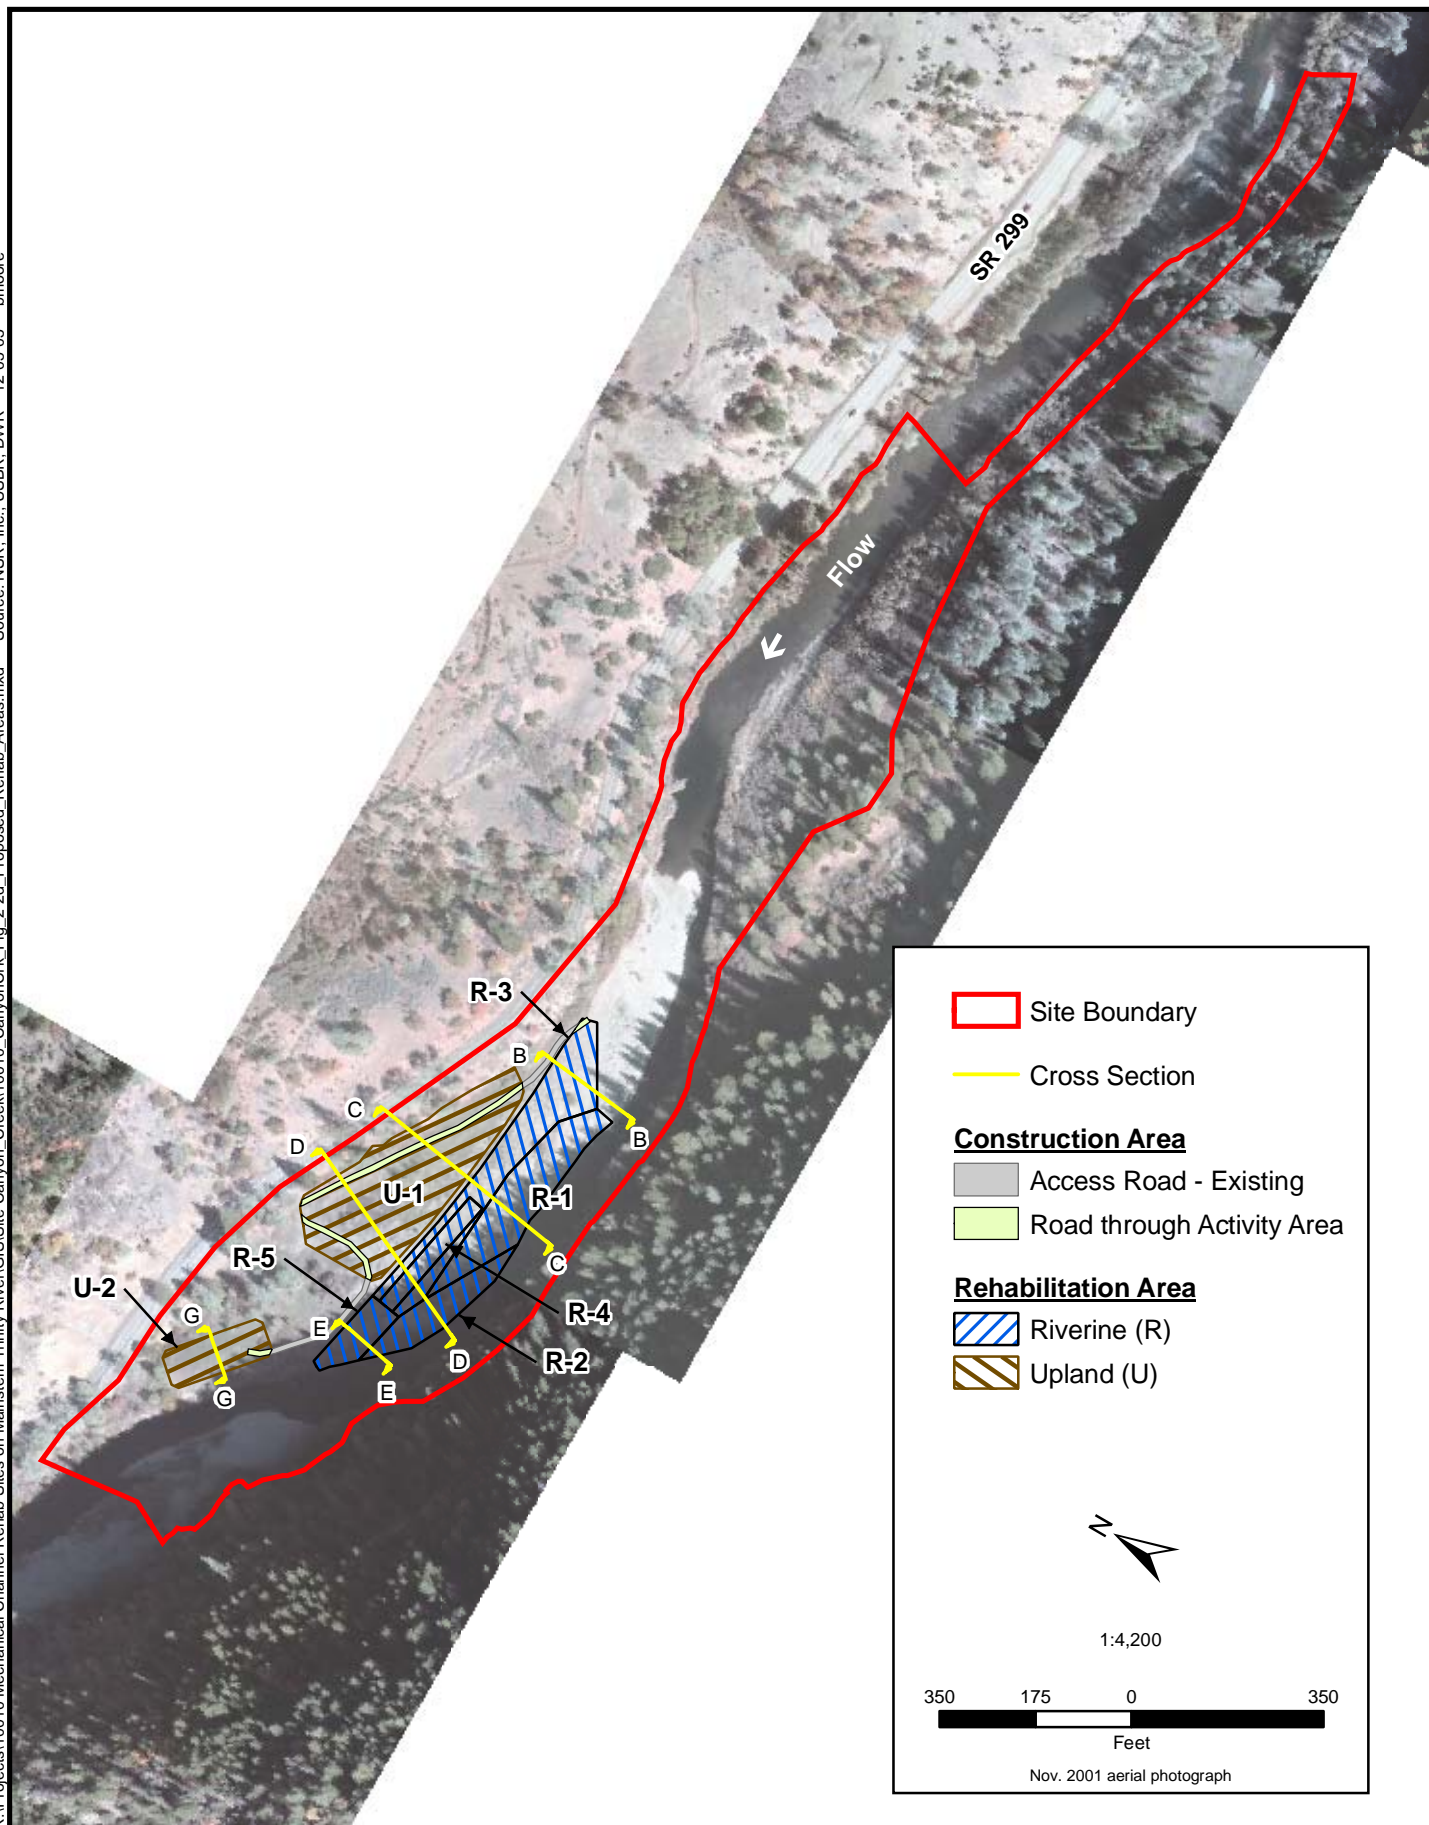 SR 299
Flow
R-3
B
B
C
C
D
D
U-1
R-1
R-5
U-2
G
G
E
E
R-4
R-2
Site Boundary
Cross Section
Construction Area
Access Road - Existing
Road through Activity Area
Rehabilitation Area
Riverine (R)
Upland (U)
N
1:4,200
350 175 0 350
Feet
Nov. 2001 aerial photograph